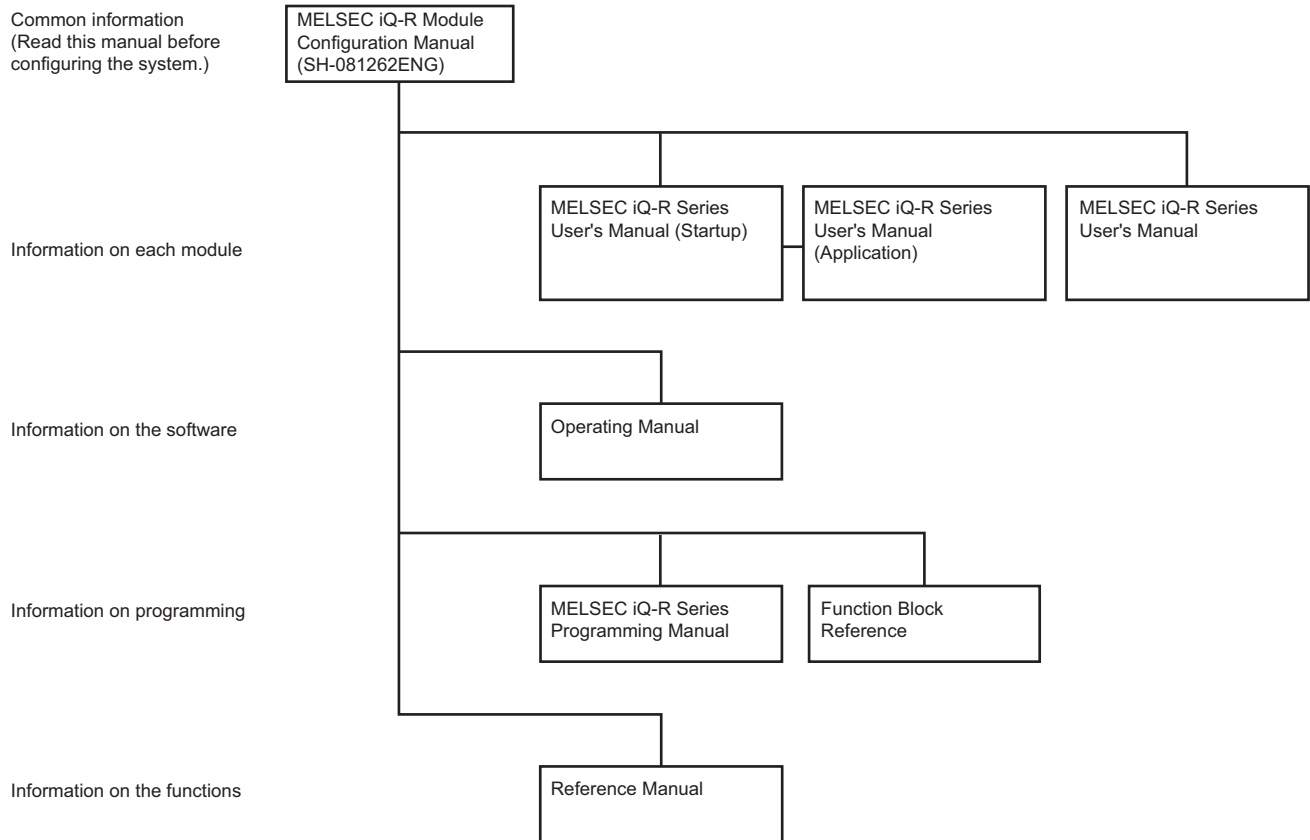 Common information
(Read this manual before
configuring the system.)
MELSEC iQ-R Module
Configuration Manual
(SH-081262ENG)
Information on each module
MELSEC iQ-R Series
User's Manual (Startup)
MELSEC iQ-R Series
User's Manual
(Application)
MELSEC iQ-R Series
User's Manual
Information on the software
Operating Manual
Information on programming
MELSEC iQ-R Series
Programming Manual
Function Block
Reference
Information on the functions
Reference Manual